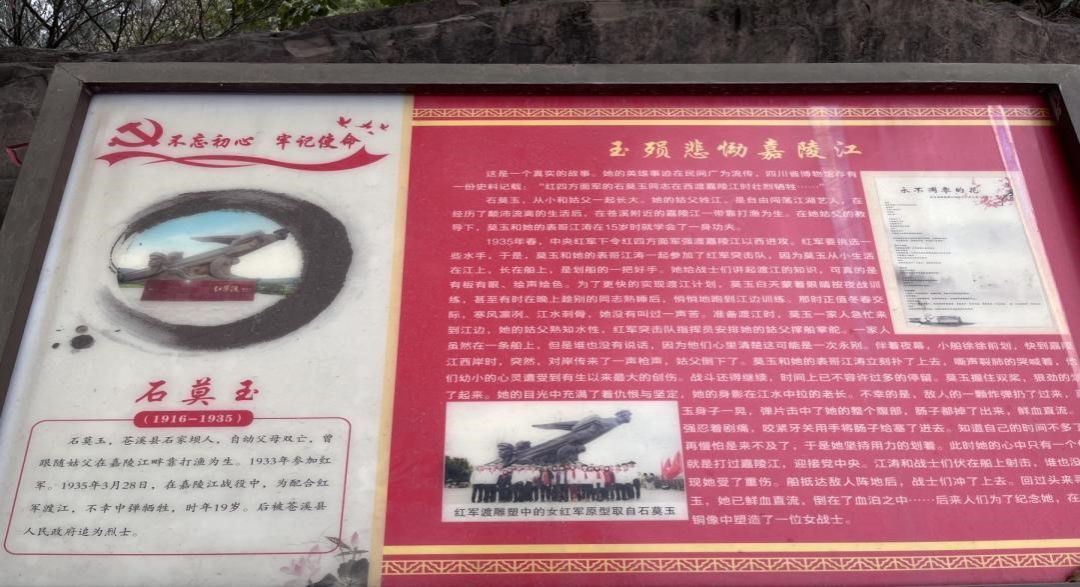 不忘初心 牢记使命
红军渡
石莫玉
(1916-1935)
石莫玉，苍溪县石家坝人，自动父母双亡，曾
跟随姑父在嘉陵江畔靠打渔为生。1933年参加红
军。1935年3月28日，在嘉陵江战役中，为配合红
军渡江，不幸中弹牺牲，时年19岁。后被苍溪县
人民政府追为烈士。
玉殒悲恸嘉陵江
这是一个真实的故事。她的英雄事迹在民间广为流传，四川省博物馆存有
一份史料记载：“红四方面军的石莫玉同志在西渡嘉陵江时壮烈牺牲……”
石莫玉，从小和姑父一起长大。她的姑父姓江，是自由闯荡江湖艺人，在
经历了颠沛流离的生活后，在苍溪附近的嘉陵江一带靠打渔为生。在她姑父的教
导下，莫玉和她的表哥江涛在15岁时就学会了一身功夫。
1935年春，中央红军下令红四方面军强渡嘉陵江以西进攻。红军要挑选一
些水手，于是，莫玉和她的表哥江涛一起参加了红军突击队，因为莫玉从小生活
在江上，长在船上，是划船的一把好手。她给战士们讲起渡江的知识，可真的是
有板有眼、绘声绘色。为了更快的实现渡江计划，莫玉白天蒙着眼睛按夜战训
练，甚至有时在晚上趁别的同志熟睡后，悄悄地跑到江边训练。那时正值冬春交
际，寒风凛冽、江水刺骨，她没有叫过一声苦。准备渡江时，莫玉一家人急忙来
到江边，她的姑父熟知水性，红军突击队指挥员安排她的姑父撑船掌舵。一家人
虽然在一条船上，但是谁也没有说话，因为他们心里清楚这可能是一次永别。伴着夜幕，小船徐徐前划，快到嘉陵
江西岸时，突然，对岸传来了一声枪声，姑父倒下了。莫玉和她的表哥江涛立刻扑了上去，嘶声裂肺的哭喊着，他
们幼小的心灵遭受到有生以来最大的创伤。战斗还得继续，时间上已不容许过多的停留。莫玉握住双桨，狠劲的
了起来。她的目光中充满了着仇恨与坚定，她的身影在江水中拉的老长。不幸的是，敌人的一颗炸弹扔了过来，
玉身子一晃，弹片击中了她的整个腹部，肠子都掉了出来，鲜血直流。
强忍着剧痛，咬紧牙关用手将肠子给塞了进去。知道自己的时间不多了
再慢怕是来不及了，于是她坚持用力的划着。此时她的心中只有一个
就是打过嘉陵江，迎接党中央。江涛和战士们伏在船上射击，谁也没
现她受了重伤。船抵达敌人阵地后，战士们冲了上去。回过头来
玉，她已鲜血直流，倒在了血泊之中……后来人们为了纪念她，在
铜像中塑造了一位女战士。
永不凋零的花
红军渡雕塑中的女红军原型取自石莫玉